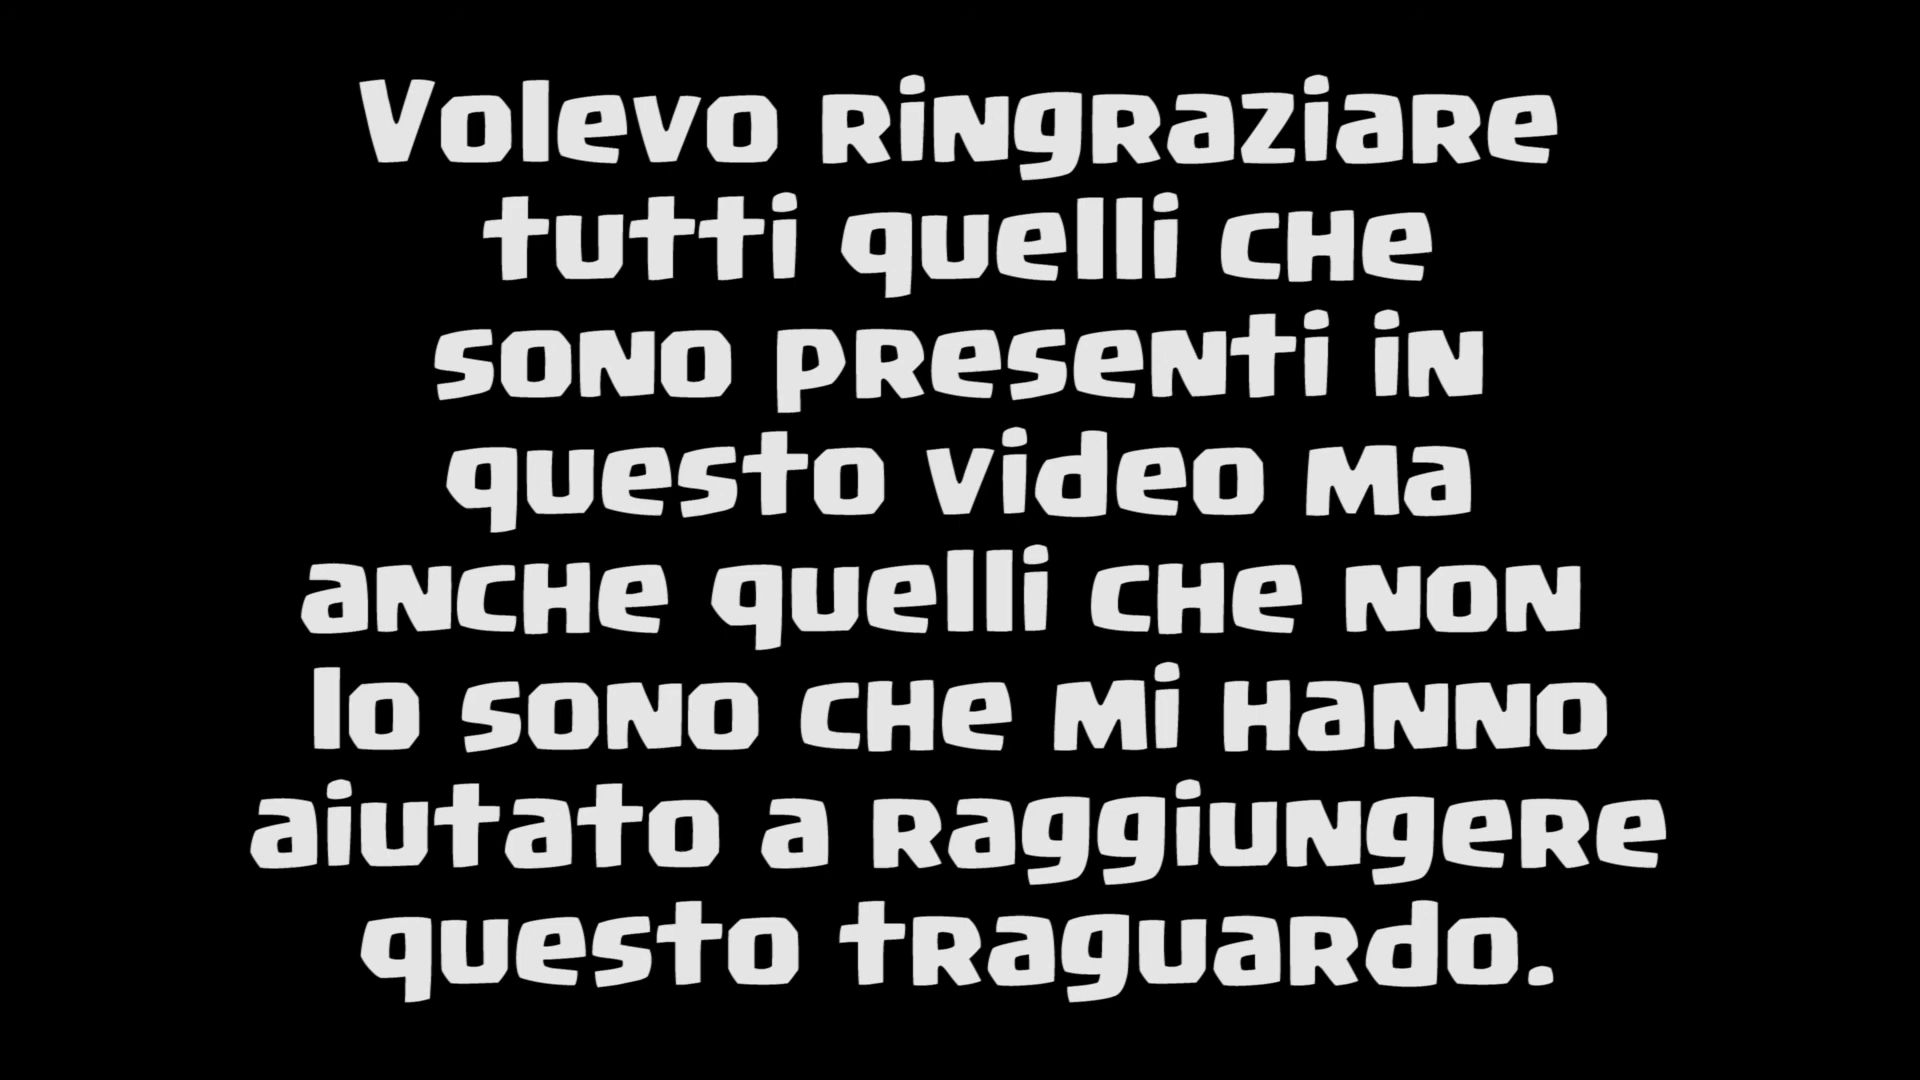 Volevo ringraziare
tutti quelli che
sono presenti in
questo video ma
anche quelli che non
lo sono che mi hanno
aiutato a raggiungere
questo traguardo.